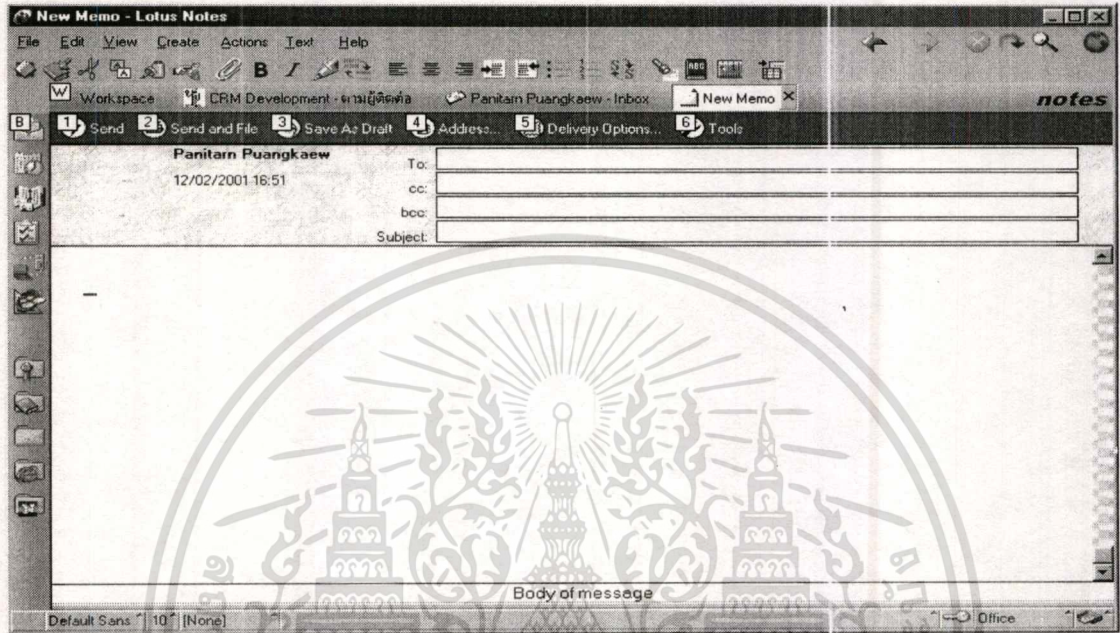 New Memo - Lotus Notes
File Edit View Create Actions Text Help
B I
ABC
W Workspace CRM Development - ตามผู้ติดต่อ Panitarn Puangkaew - Inbox New Memo
notes
B 1 Send 2 Send and File 3 Save As Draft 4 Address... 5 Delivery Options... 6 Tools
Panitarn Puangkaew
12/02/2001 16:51
To:
cc:
bcc:
Subject:
Body of message
Default Sans 10 [None] Office